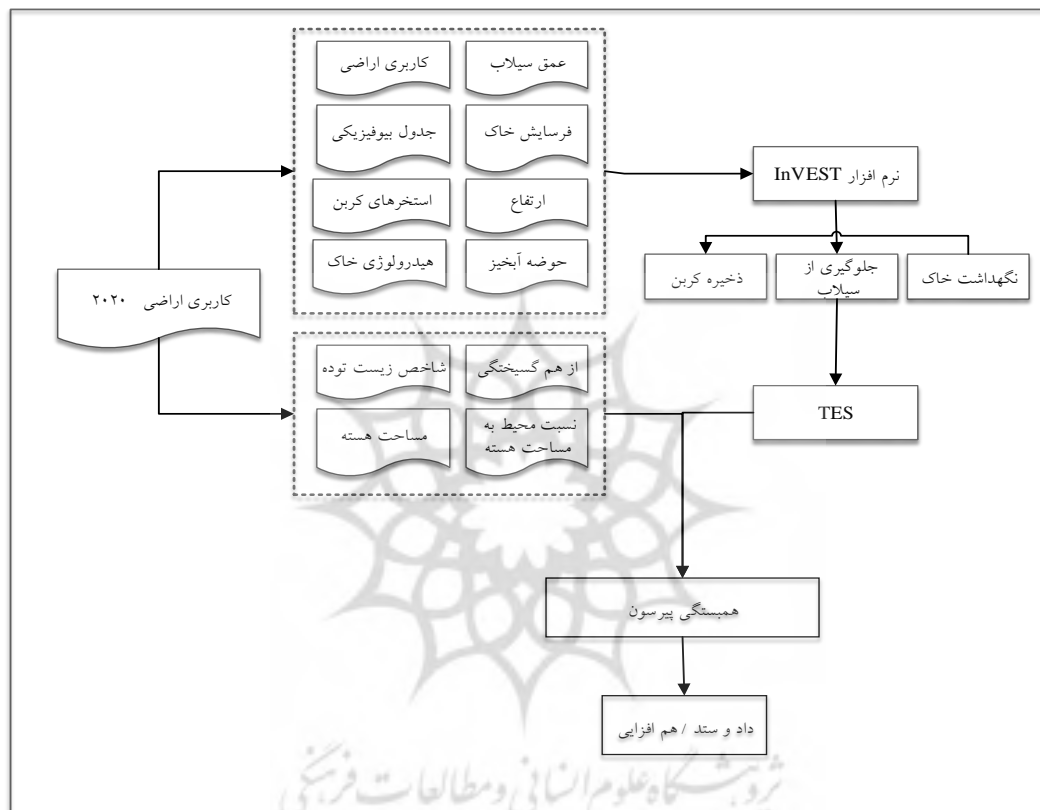 عمق سیلاب
کاربری اراضی
فرسایش خاک
جدول بیوفیزیکی
ارتفاع
استخرهای کربن
حوضه آبخیز
هیدرولوژی خاک
کاربری اراضی ۲۰۲۰
نرم افزار InVEST
نگهداشت خاک
جلوگیری از
سیلاب
ذخیره کربن
از هم گسیختگی
شاخص زیست توده
نسبت محیط به
مساحت هسته
مساحت هسته
TES
همبستگی پیرسون
داد و ستد / هم افزایی
پژوهشگاه علوم انسانی و مطالعات فرهنگی